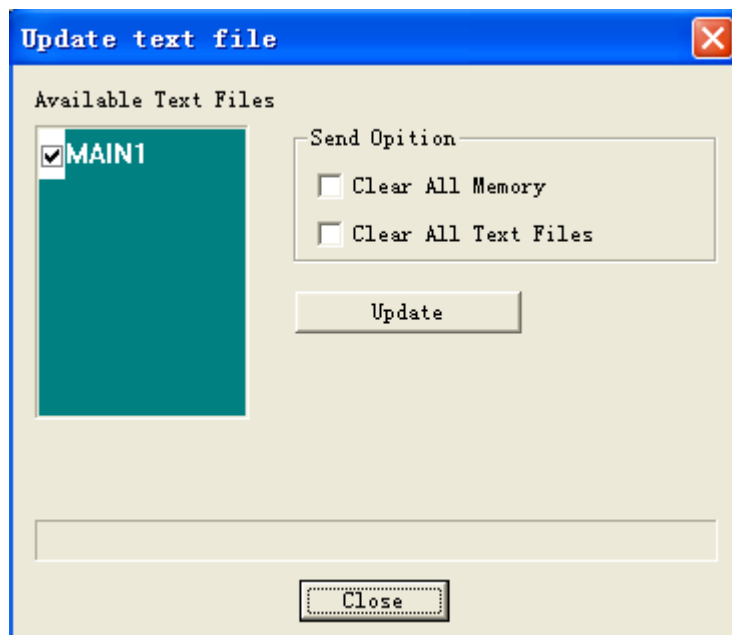 Update text file
Available Text Files
MAIN1
Send Opition
Clear All Memory
Clear All Text Files
Update
Close